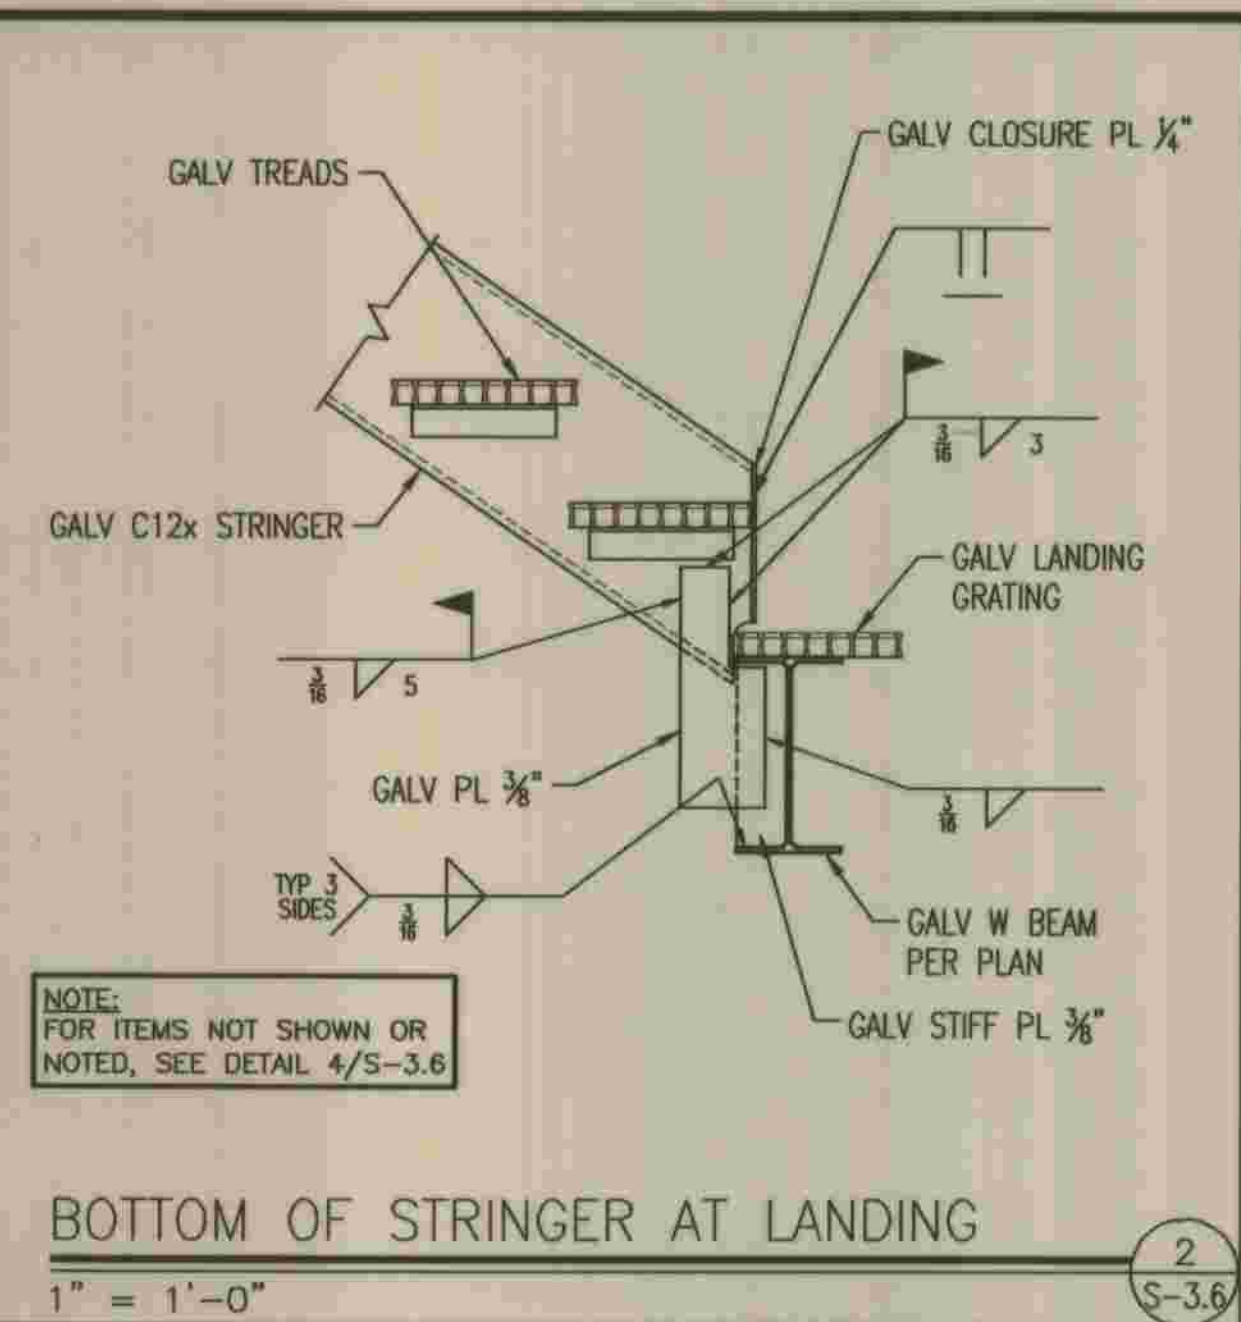 GALV CLOSURE PL ¼"
GALV TREADS
3/16 3
GALV C12x STRINGER
GALV LANDING
GRATING
3/16 5
GALV PL ⅜"
3/16
TYP 3
SIDES
3/16
GALV W BEAM
PER PLAN
GALV STIFF PL ⅜"
NOTE:
FOR ITEMS NOT SHOWN OR
NOTED, SEE DETAIL 4/S-3.6
BOTTOM OF STRINGER AT LANDING
1" = 1'-0"
2
S-3.6